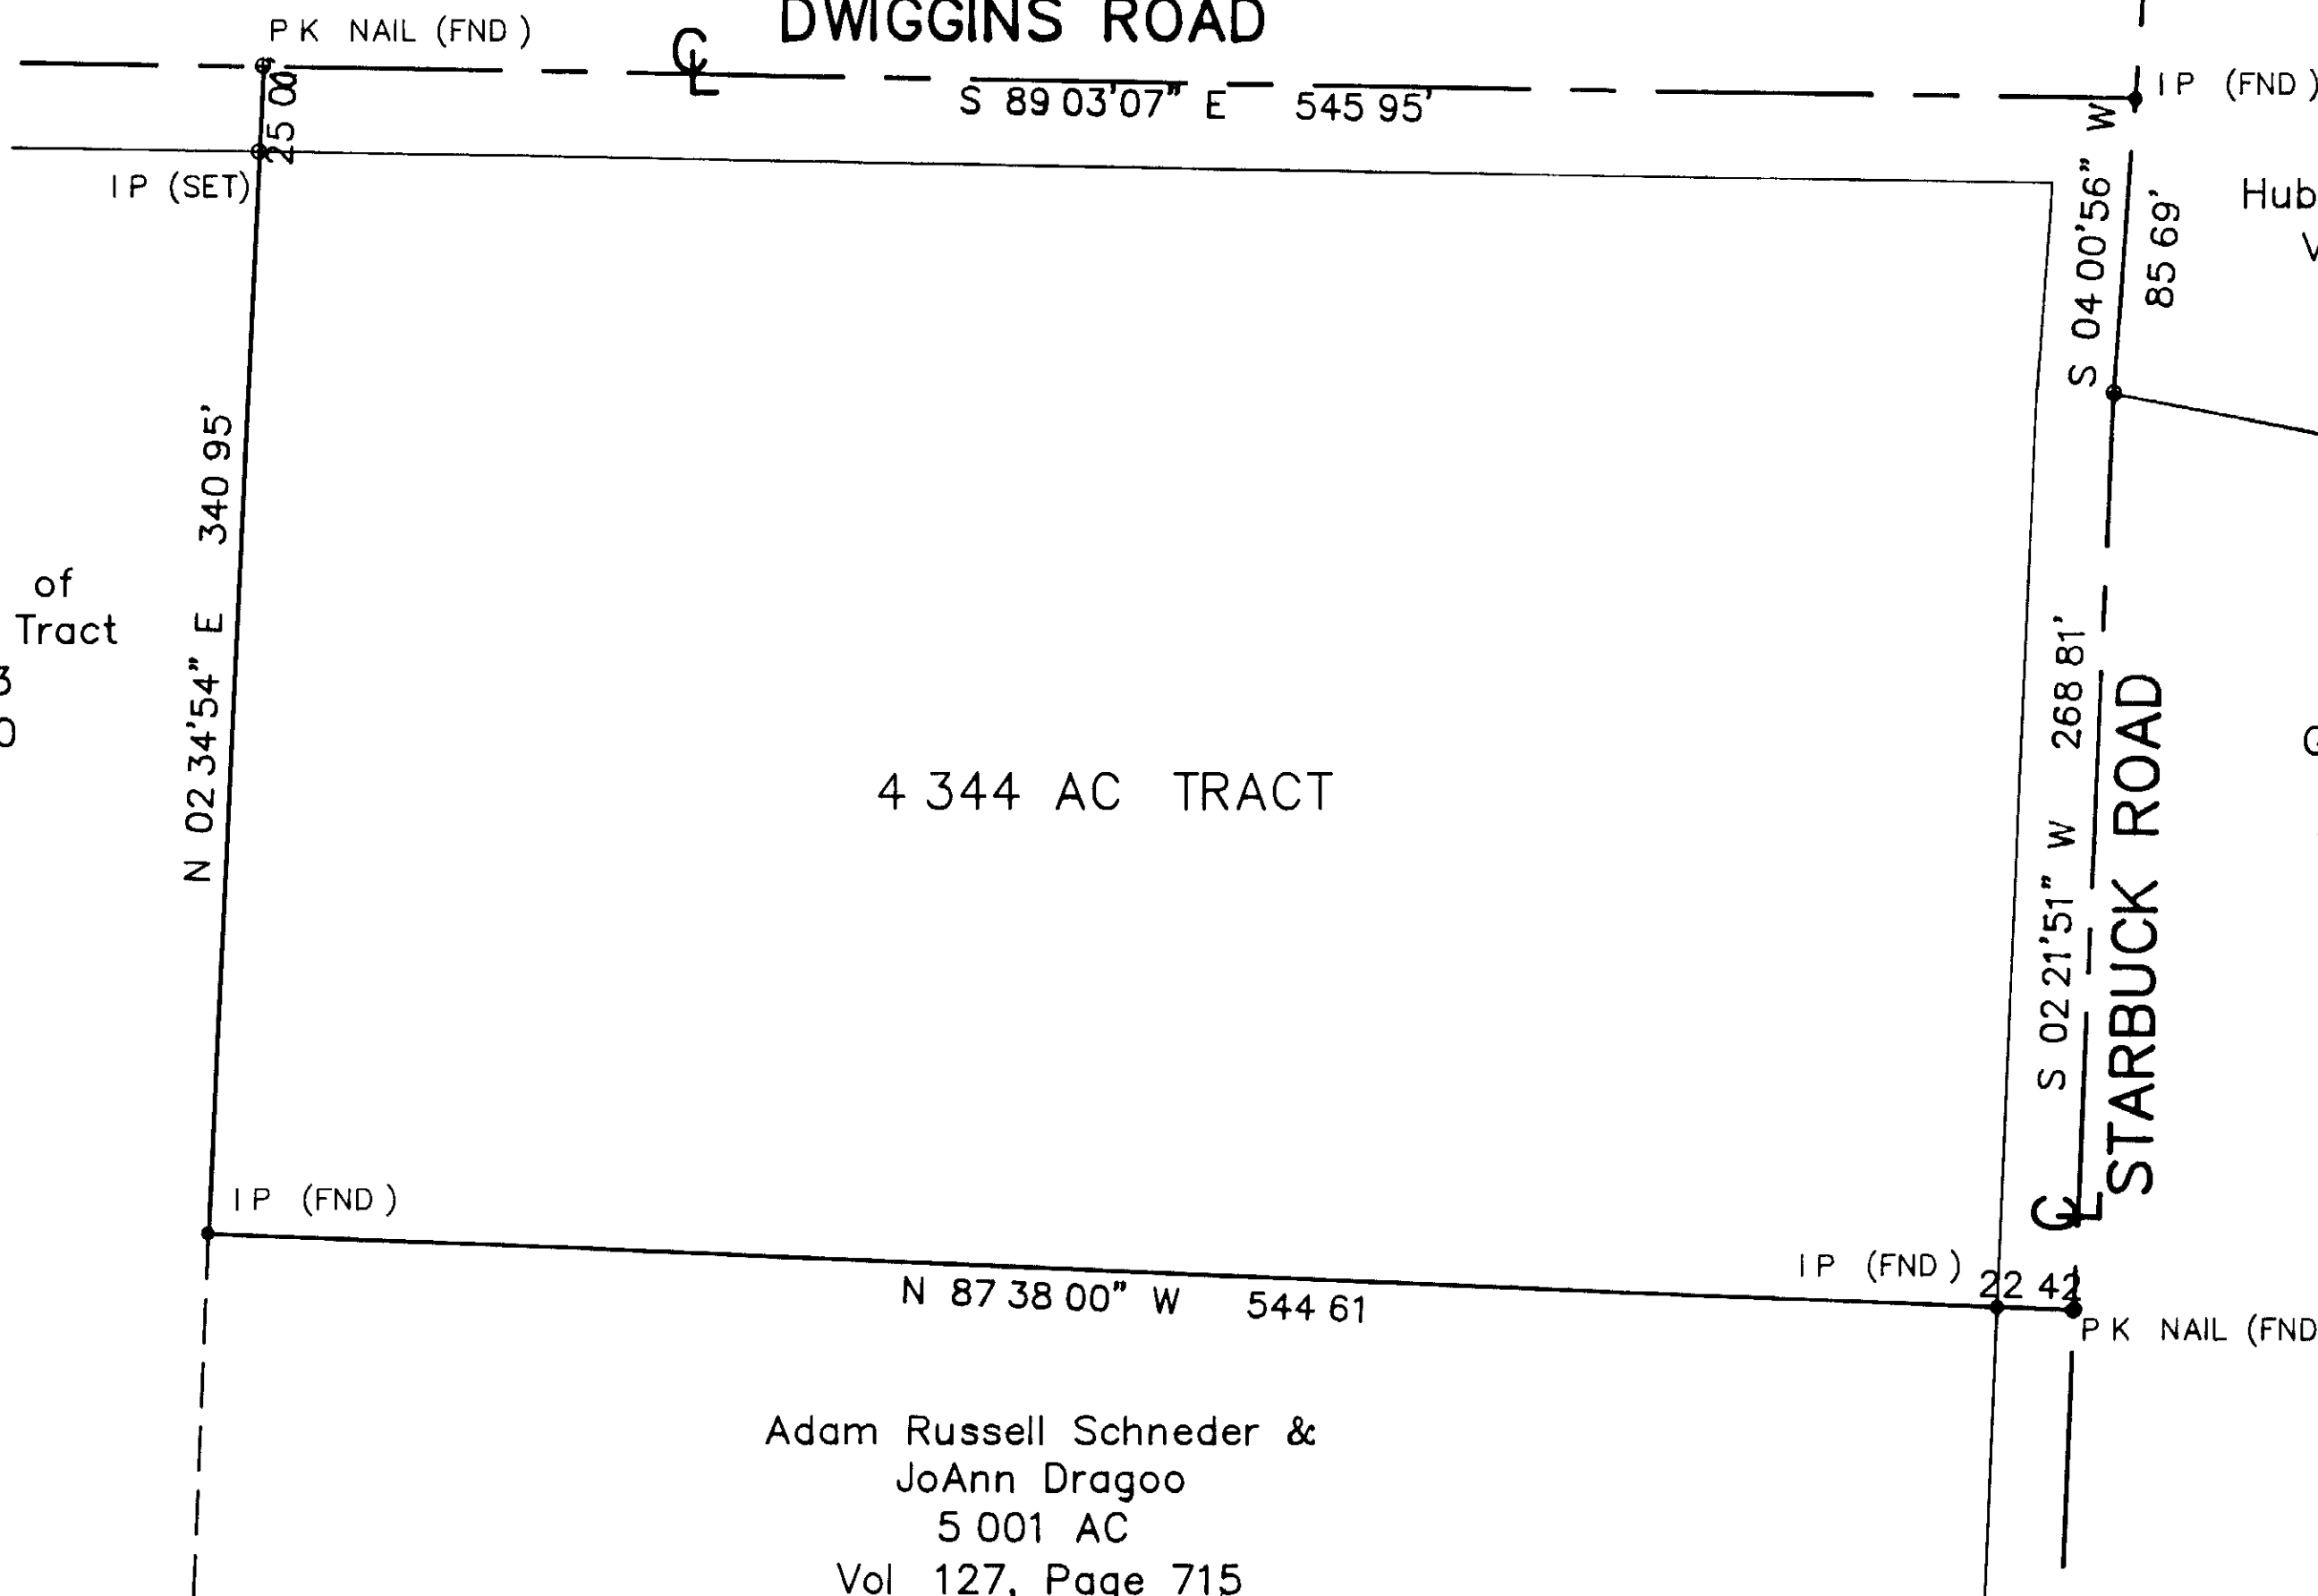 DWIGGINS ROAD
P K NAIL (FND )
C L
I P (FND )
S 89 03'07" E 545 95'
25 00'
I P (SET)
S 04 00'56" W
85 69'
Hub
V
N 02 34'54" E 340 95'
of
Tract
3
4 344 AC TRACT
S 02 21'51" W 268 81'
STARBUCK ROAD
C L
I P (FND )
I P (FND )
22 42
N 87 38 00" W 544 61
P K NAIL (FND
Adam Russell Schneder &
JoAnn Dragoo
5 001 AC
Vol 127, Page 715